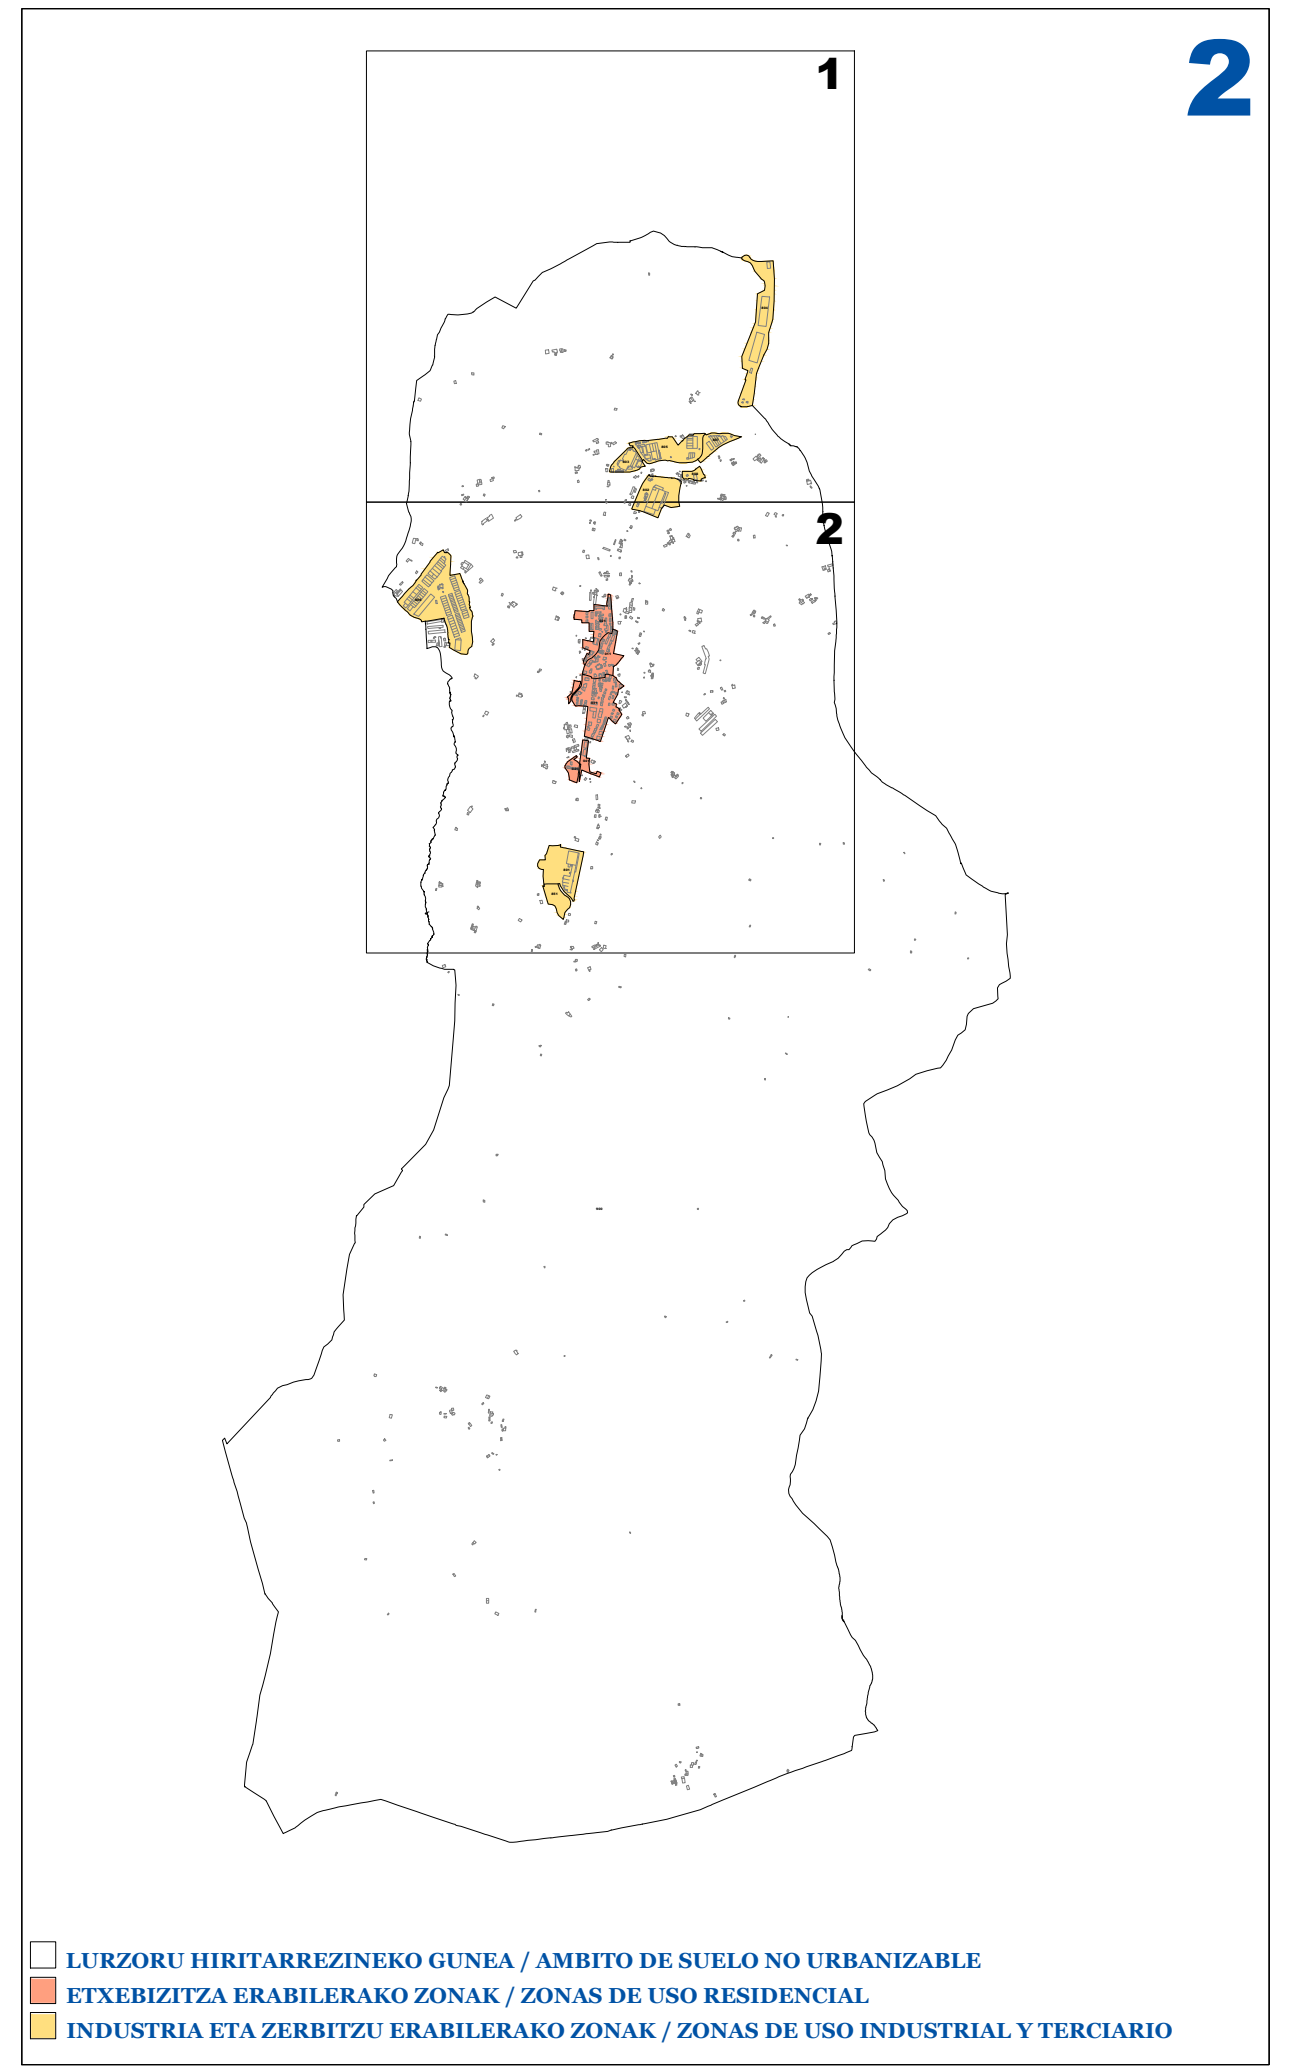 2
1
2
LURZORU HIRITARREZINEKO GUNEA / AMBITO DE SUELO NO URBANIZABLE
ETXEBIZITZA ERABILERAKO ZONAK / ZONAS DE USO RESIDENCIAL
INDUSTRIA ETA ZERBITZU ERABILERAKO ZONAK / ZONAS DE USO INDUSTRIAL Y TERCIARIO